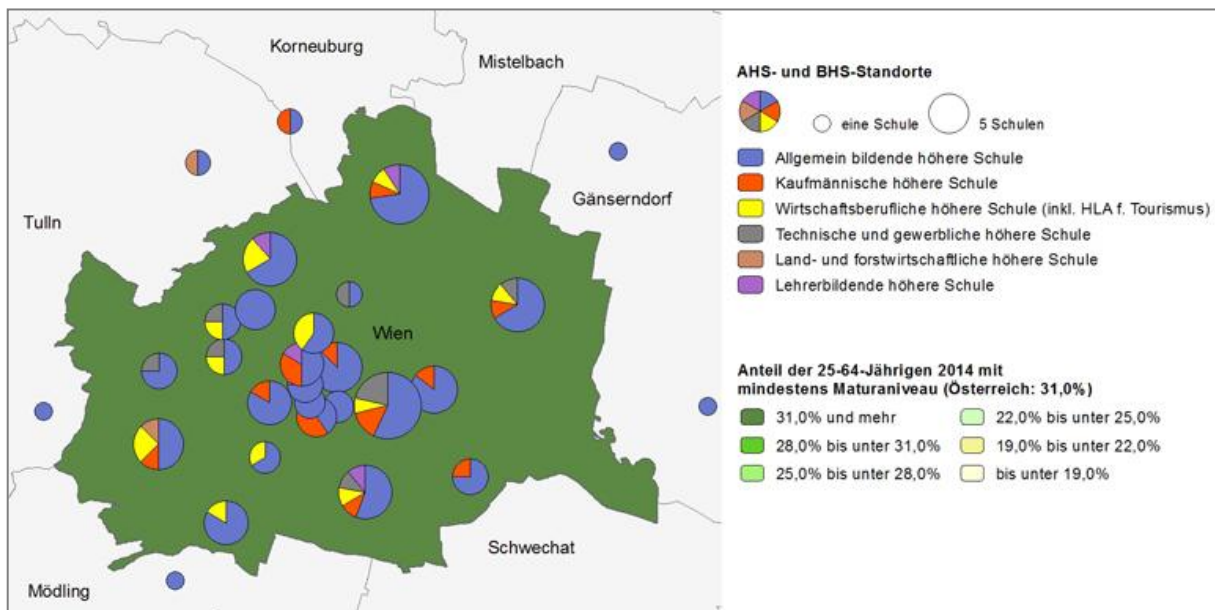 Korneuburg
Mistelbach
Gänserndorf
Tulln
Wien
Schwechat
Mödling
AHS- und BHS-Standorte
eine Schule
5 Schulen
Allgemein bildende höhere Schule
Kaufmännische höhere Schule
Wirtschaftsberufliche höhere Schule (inkl. HLA f. Tourismus)
Technische und gewerbliche höhere Schule
Land- und forstwirtschaftliche höhere Schule
Lehrerbildende höhere Schule
Anteil der 25-64-Jährigen 2014 mit
mindestens Maturaniveau (Österreich: 31,0%)
31,0% und mehr
28,0% bis unter 31,0%
25,0% bis unter 28,0%
22,0% bis unter 25,0%
19,0% bis unter 22,0%
bis unter 19,0%